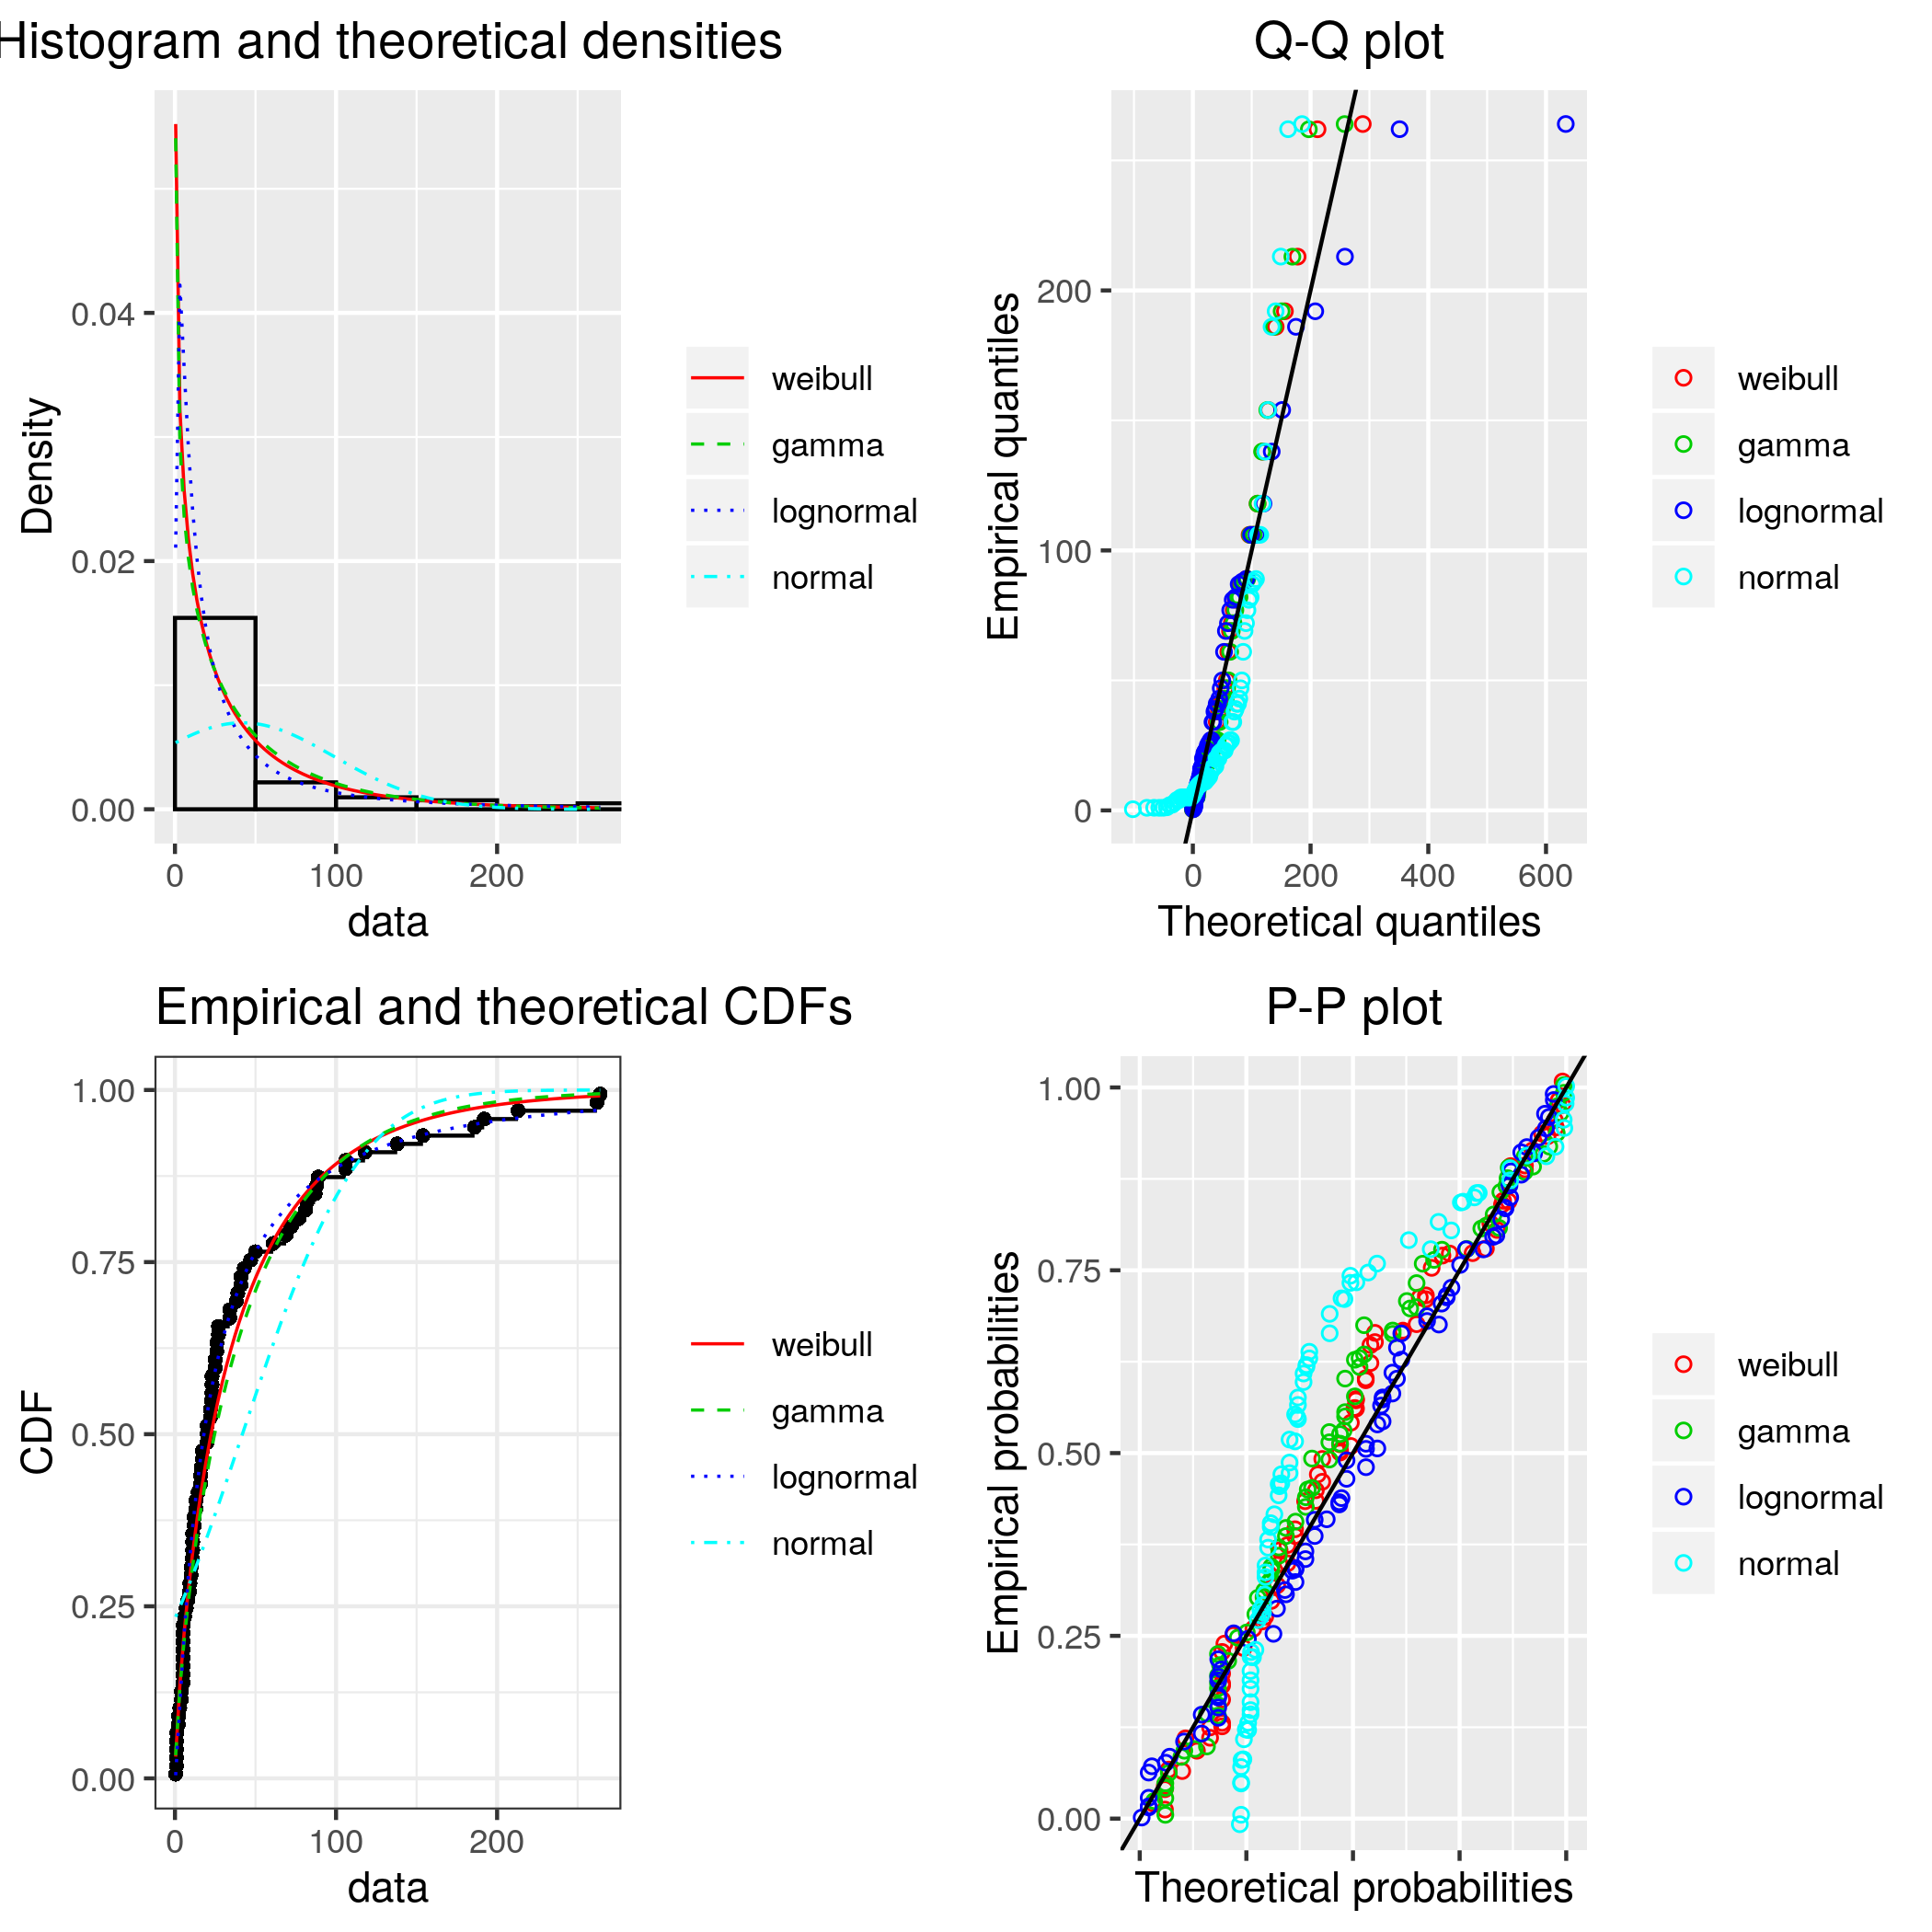 Histogram and theoretical densities
Density
0.04
0.02
0.00
0
100
200
data
weibull
gamma
lognormal
normal
Q-Q plot
Empirical quantiles
200
100
0
0
200
400
600
Theoretical quantiles
weibull
gamma
lognormal
normal
Empirical and theoretical CDFs
CDF
1.00
0.75
0.50
0.25
0.00
0
100
200
data
weibull
gamma
lognormal
normal
P-P plot
Empirical probabilities
1.00
0.75
0.50
0.25
0.00
Theoretical probabilities
weibull
gamma
lognormal
normal